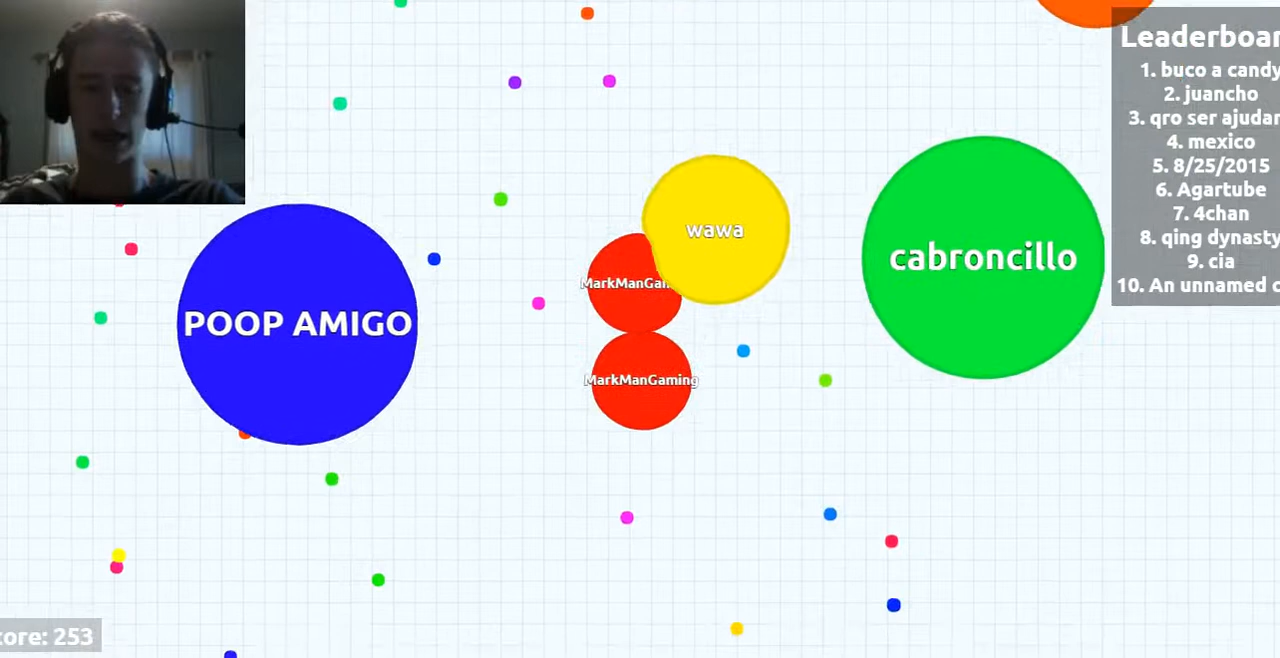 Leaderboar
1. buco a candy
2. juancho
3. qro ser ajudar
4. mexico
5. 8/25/2015
6. Agartube
7. 4chan
8. qing dynasty
9. cia
10. An unnamed c
wawa
cabroncillo
MarkManGam
POOP AMIGO
MarkManGaming
core: 253